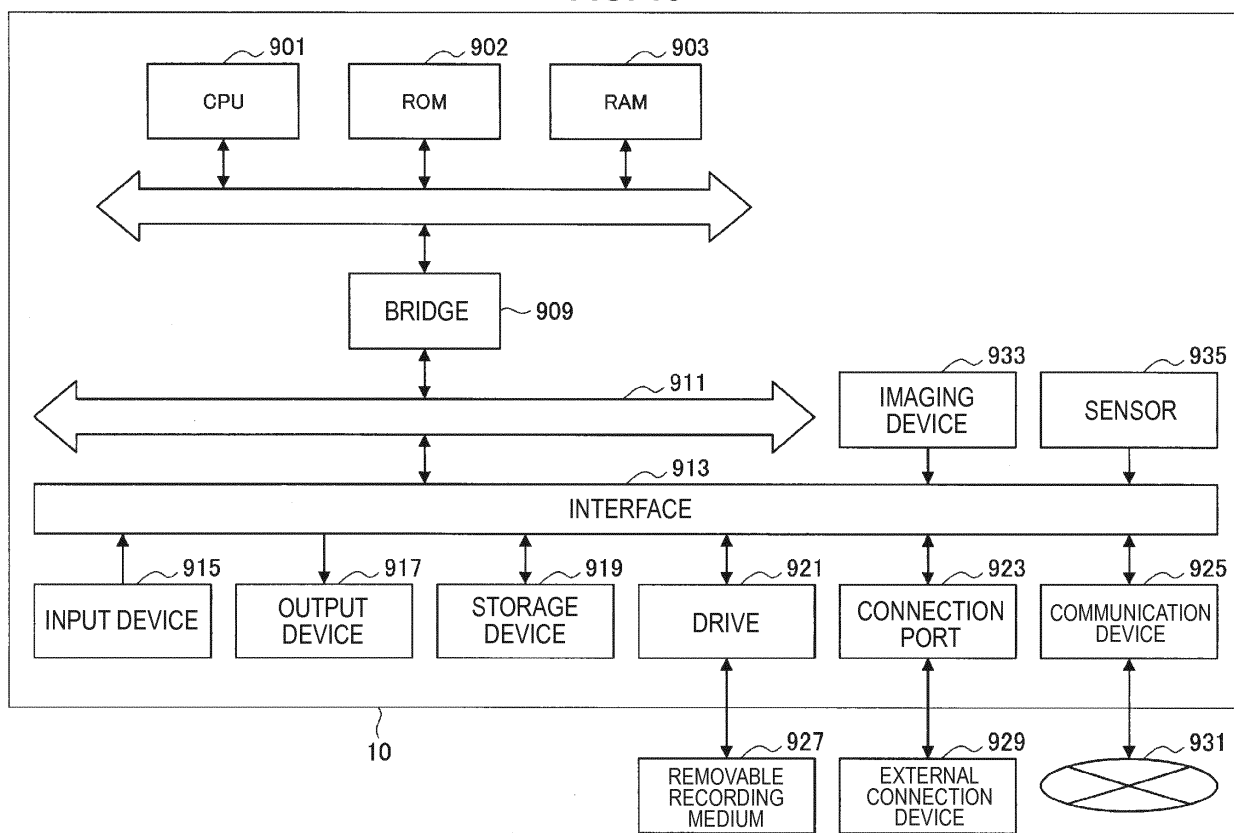 901
902
903
CPU
ROM
RAM
BRIDGE
909
911
933
935
IMAGING
DEVICE
SENSOR
913
INTERFACE
915
917
919
921
923
925
INPUT DEVICE
OUTPUT
DEVICE
STORAGE
DEVICE
DRIVE
CONNECTION
PORT
COMMUNICATION
DEVICE
10
927
929
931
REMOVABLE
RECORDING
MEDIUM
EXTERNAL
CONNECTION
DEVICE